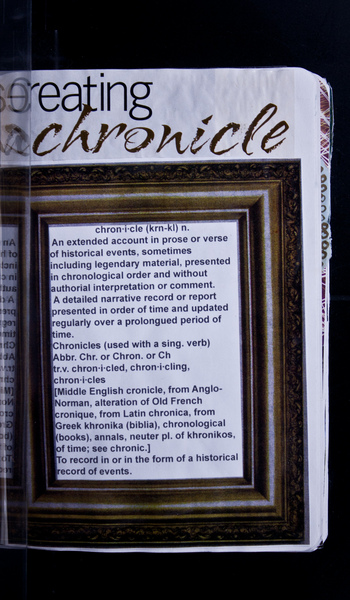 creating
chronicle
chron·i·cle (krn-kl) n.
An extended account in prose or verse
of historical events, sometimes
including legendary material, presented
in chronological order and without
authorial interpretation or comment.
A detailed narrative record or report
presented in order of time and updated
regularly over a prolongued period of
time.
Chronicles (used with a sing. verb)
Abbr. Chr. or Chron. or Ch
tr.v. chron·i·cled, chron·i·cling,
chron·i·cles
[Middle English cronicle, from Anglo-
Norman, alteration of Old French
cronique, from Latin chronica, from
Greek khronika (biblia), chronological
(books), annals, neuter pl. of khronikos,
of time; see chronic.]
To record in or in the form of a historical
record of events.